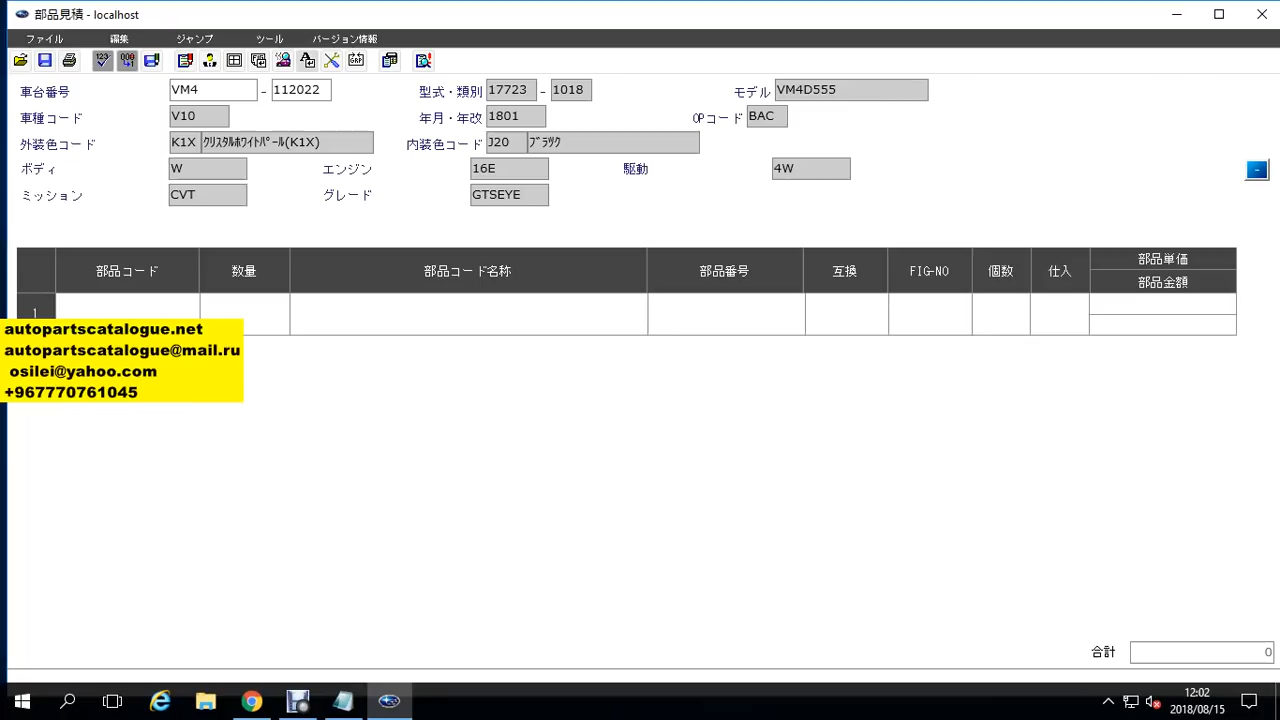 部品見積 - localhost
ファイル 編集 ジャンプ ツール バージョン情報
車台番号 VM4 - 112022 型式・類別 17723 - 1018 モデル VM4D555
車種コード V10 年月・年改 1801 OPコード BAC
外装色コード K1X ｸﾘｽﾀﾙﾎﾜｲﾄﾊﾟｰﾙ(K1X) 内装色コード J20 ﾌﾞﾗﾂｸ
ボディ W エンジン 16E 駆動 4W
ミッション CVT グレード GTSEYE
部品コード 数量 部品コード名称 部品番号 互換 FIG-NO 個数 仕入 部品単価
部品金額
1
autopartscatalogue.net
autopartscatalogue@mail.ru
osilei@yahoo.com
+967770761045
合計 0
12:02
2018/08/15